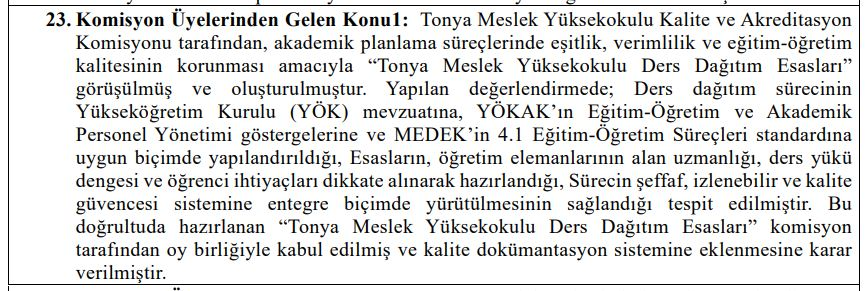 23. Komisyon Üyelerinden Gelen Konu1: Tonya Meslek Yüksekokulu Kalite ve Akreditasyon
Komisyonu tarafından, akademik planlama süreçlerinde eşitlik, verimlilik ve eğitim-öğretim
kalitesinin korunması amacıyla “Tonya Meslek Yüksekokulu Ders Dağıtım Esasları”
görüşülmüş ve oluşturulmuştur. Yapılan değerlendirmede; Ders dağıtım sürecinin
Yükseköğretim Kurulu (YÖK) mevzuatına, YÖKAK’ın Eğitim-Öğretim ve Akademik
Personel Yönetimi göstergelerine ve MEDEK’in 4.1 Eğitim-Öğretim Süreçleri standardına
uygun biçimde yapılandırıldığı, Esasların, öğretim elemanlarının alan uzmanlığı, ders yükü
dengesi ve öğrenci ihtiyaçları dikkate alınarak hazırlandığı, Sürecin şeffaf, izlenebilir ve kalite
güvencesi sistemine entegre biçimde yürütülmesinin sağlandığı tespit edilmiştir. Bu
doğrultuda hazırlanan “Tonya Meslek Yüksekokulu Ders Dağıtım Esasları” komisyon
tarafından oy birliğiyle kabul edilmiş ve kalite dokümantasyon sistemine eklenmesine karar
verilmiştir.